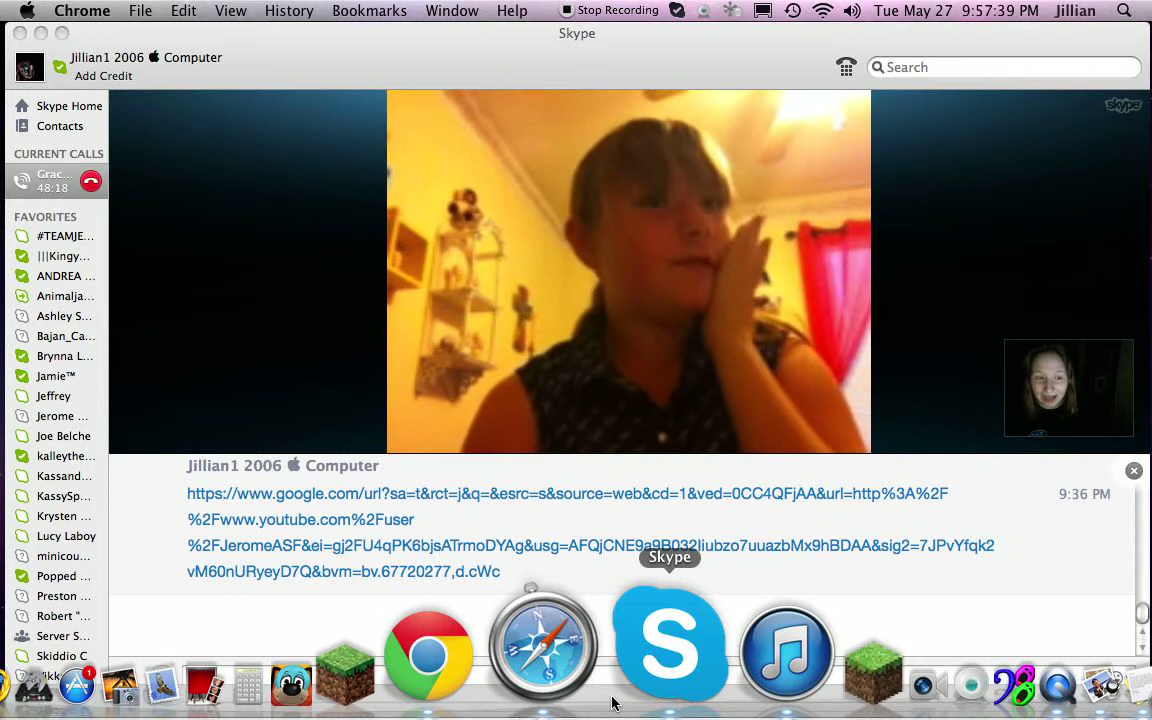 Chrome File Edit View History Bookmarks Window Help Stop Recording Tue May 27 9:57:39 PM Jillian
Skype
Jillian1 2006 Computer
Add Credit
Search
Skype Home
Contacts
skype
CURRENT CALLS
Grac...
48:18
FAVORITES
#TEAMJE...
|||Kingy...
ANDREA ...
Animalja...
Ashley S...
Bajan_Ca...
Brynna L...
Jamie™
Jeffrey
Jerome ...
Joe Belche
kalleythe...
Kassand...
KassySp...
Krysten ...
Lucy Laboy
minicou...
Popped ...
Preston ...
Robert "...
Server S...
Skiddio C
Jillian1 2006 Computer
https://www.google.com/url?sa=t&rct=j&q=&esrc=s&source=web&cd=1&ved=0CC4QFjAA&url=http%3A%2F 9:36 PM
%2Fwww.youtube.com%2Fuser
%2FJeromeASF&ei=gj2FU4qPK6bjsATrmoDYAg&usg=AFQjCNE9a9B032liubzo7uuazbMx9hBDAA&sig2=7JPvYfqk2
vM60nURyeyD7Q&bvm=bv.67720277,d.cWc
Skype
1